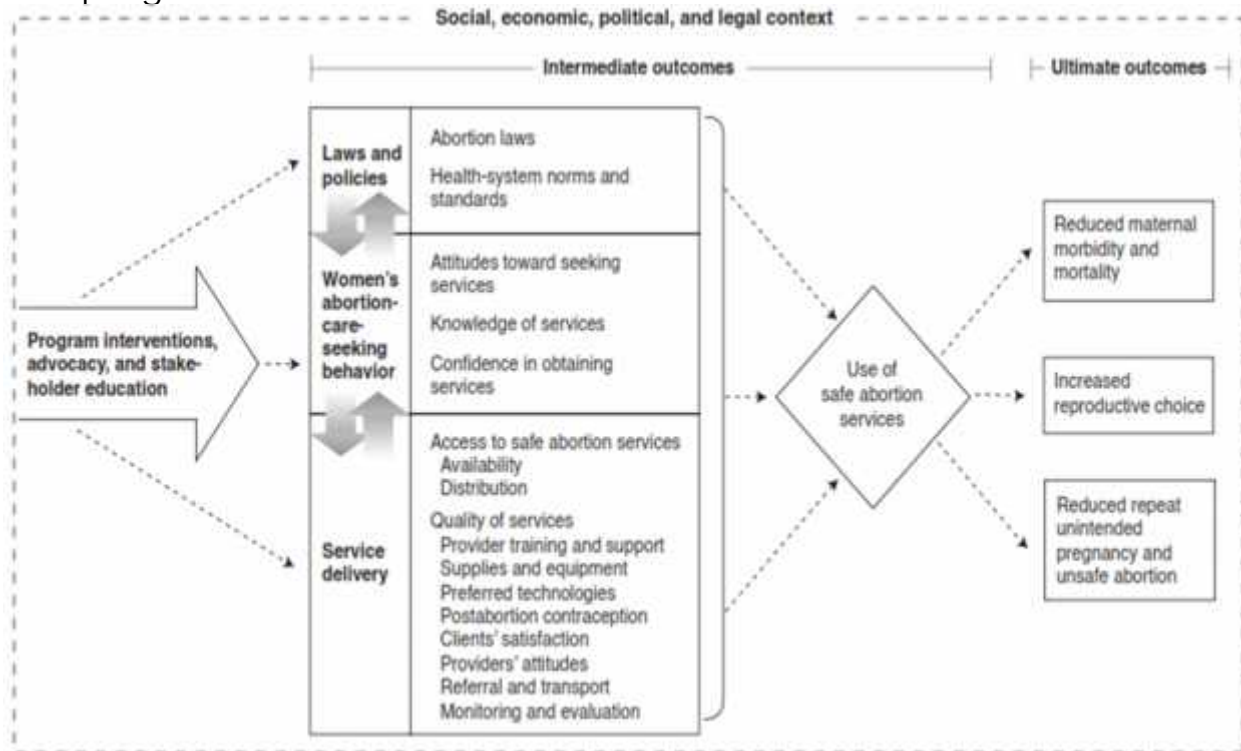 Social, economic, political, and legal context
Intermediate outcomes
Ultimate outcomes
Program interventions,
advocacy, and stake-
holder education
Laws and
policies
Abortion laws
Health-system norms and
standards
Women's
abortion-
care-
seeking
behavior
Attitudes toward seeking
services
Knowledge of services
Confidence in obtaining
services
Service
delivery
Access to safe abortion services
Availability
Distribution
Quality of services
Provider training and support
Supplies and equipment
Preferred technologies
Postabortion contraception
Clients' satisfaction
Providers' attitudes
Referral and transport
Monitoring and evaluation
Use of
safe abortion
services
Reduced maternal
morbidity and
mortality
Increased
reproductive choice
Reduced repeat
unintended
pregnancy and
unsafe abortion